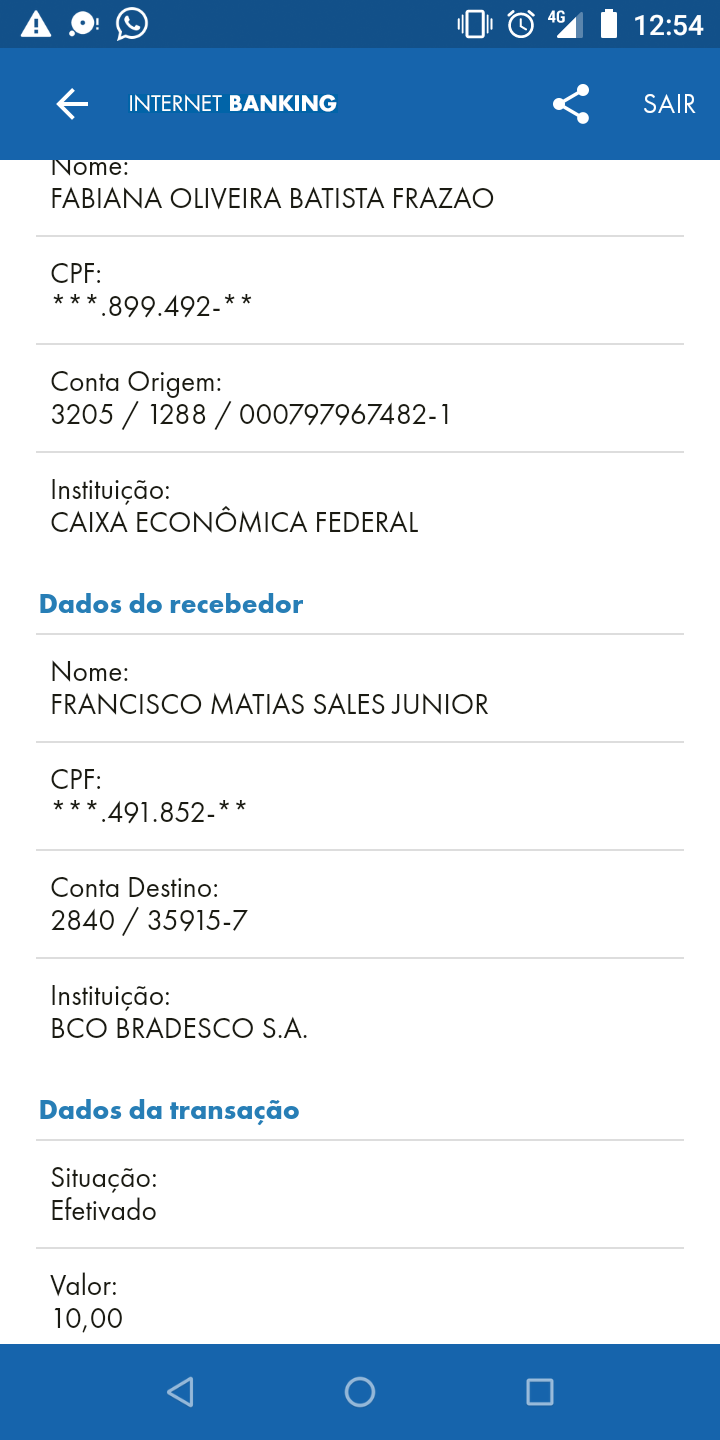 4G
12:54
INTERNET BANKING
SAIR
Nome:
FABIANA OLIVEIRA BATISTA FRAZAO
CPF:
***.899.492-**
Conta Origem:
3205 / 1288 / 000797967482-1
Instituição:
CAIXA ECONÔMICA FEDERAL
Dados do recebedor
Nome:
FRANCISCO MATIAS SALES JUNIOR
CPF:
***.491.852-**
Conta Destino:
2840 / 35915-7
Instituição:
BCO BRADESCO S.A.
Dados da transação
Situação:
Efetivado
Valor:
10,00